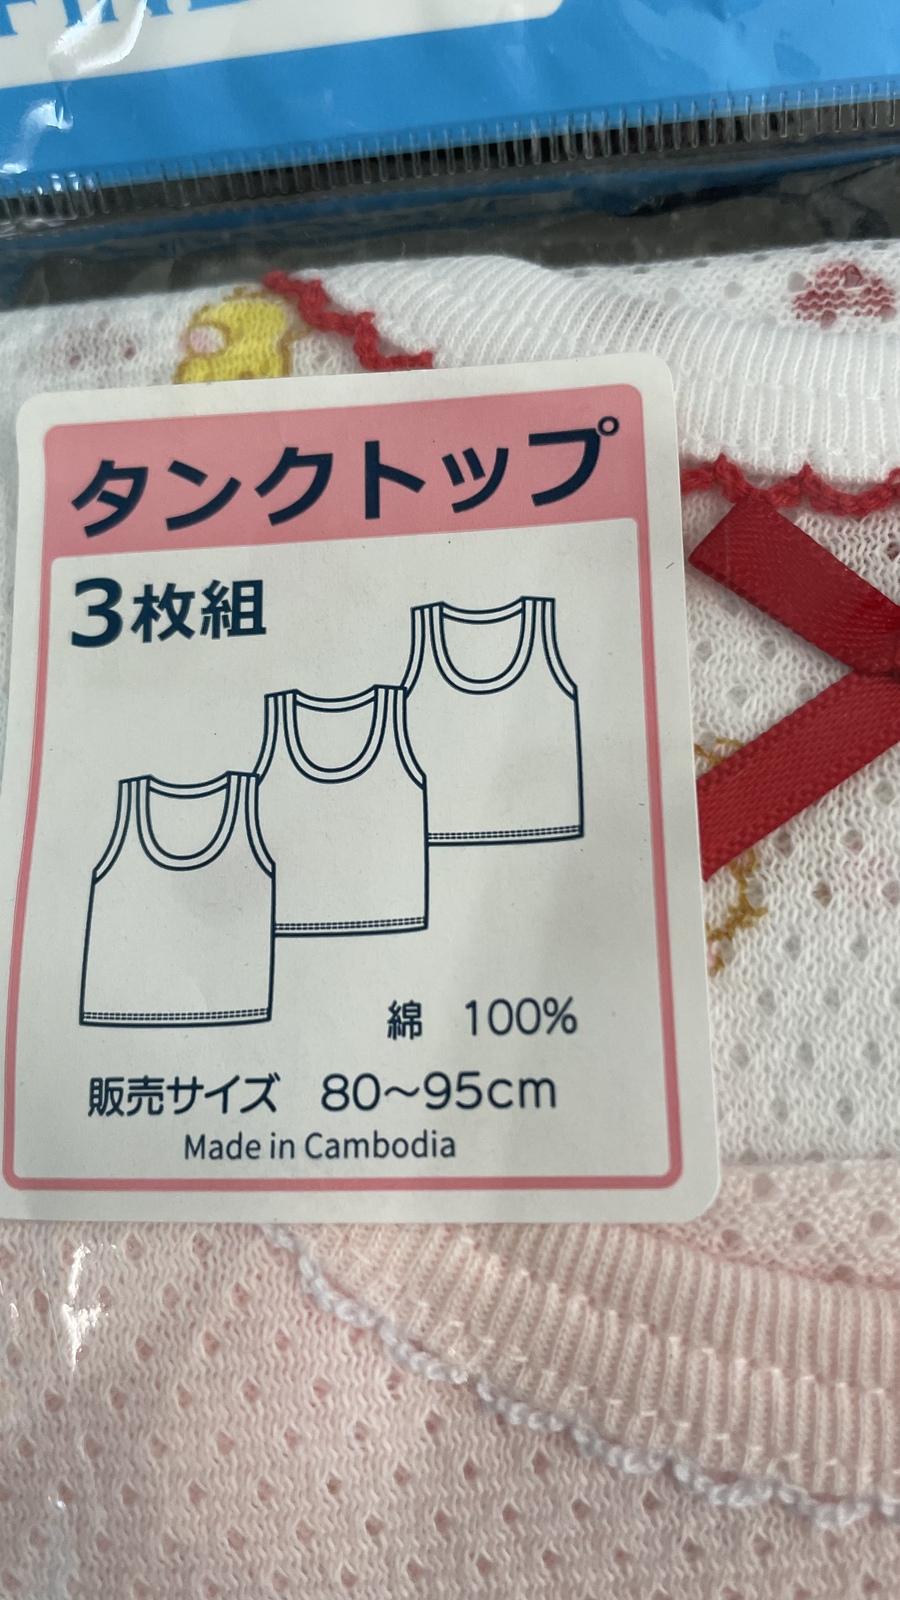 タンクトップ
3枚組
綿 100%
販売サイズ 80～95cm
Made in Cambodia